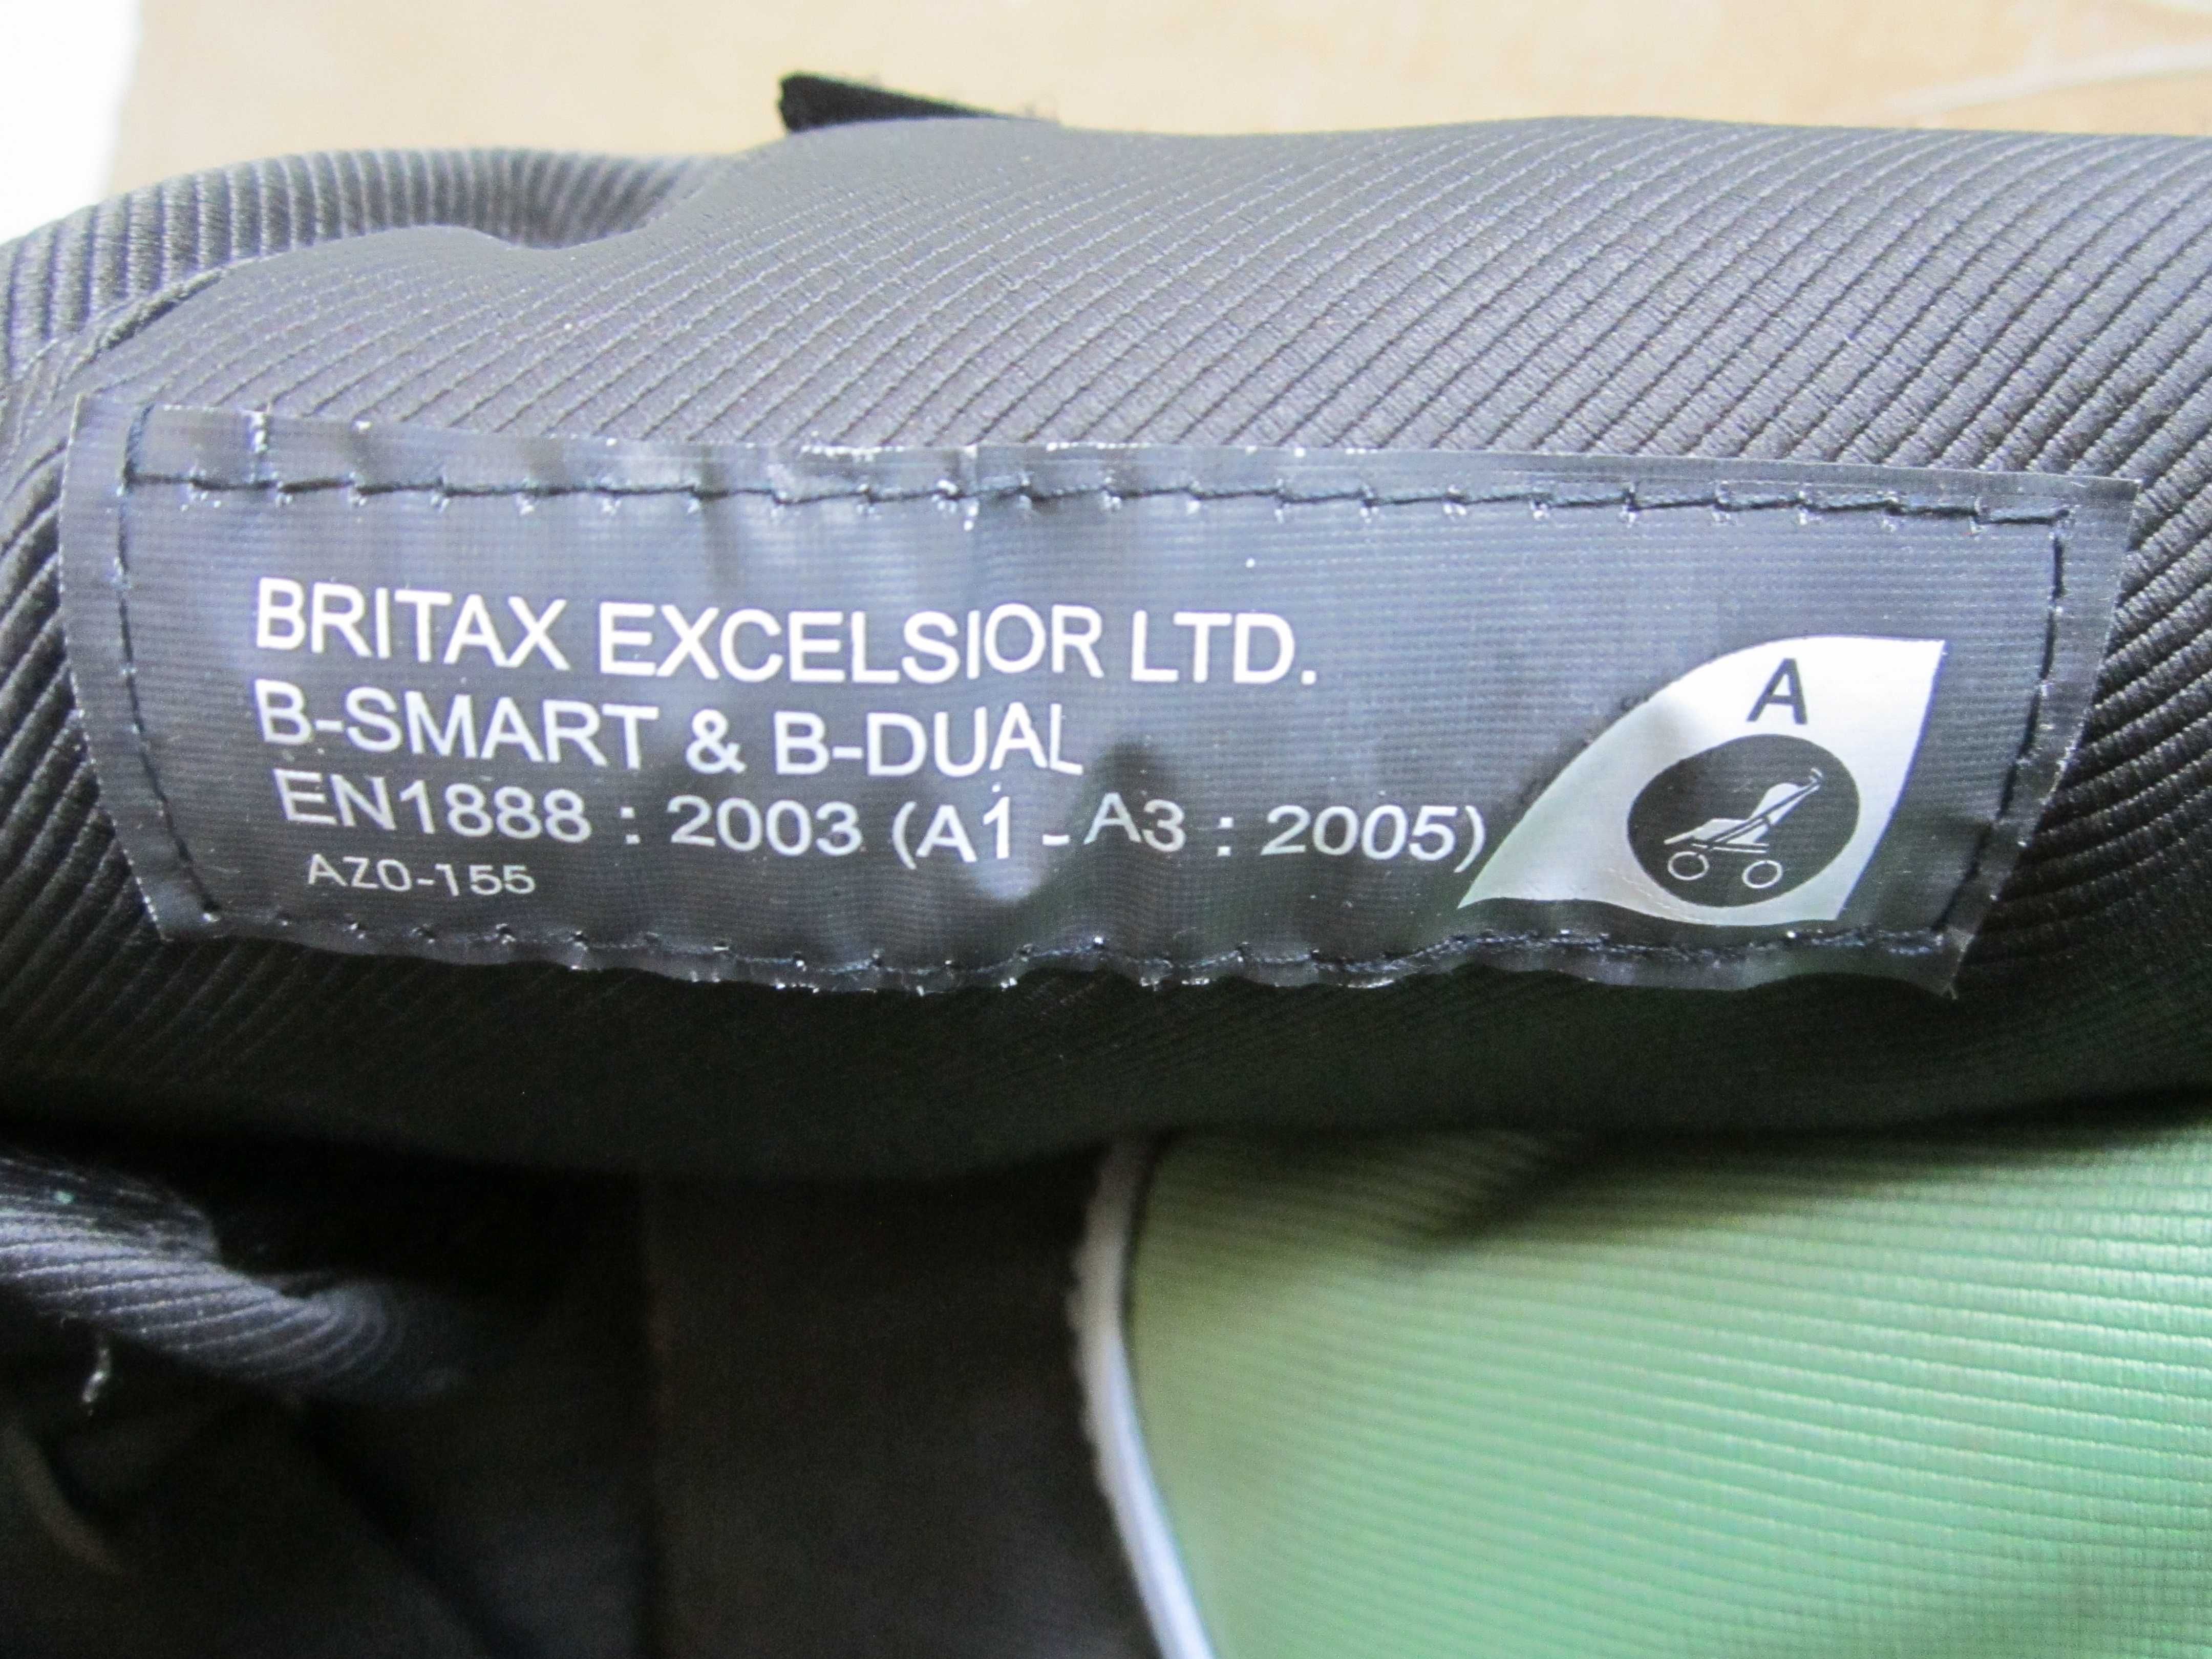 BRITAX EXCELSIOR LTD.
B-SMART & B-DUAL
EN1888 : 2003 (A1 - A3 : 2005)
AZ0-155
A